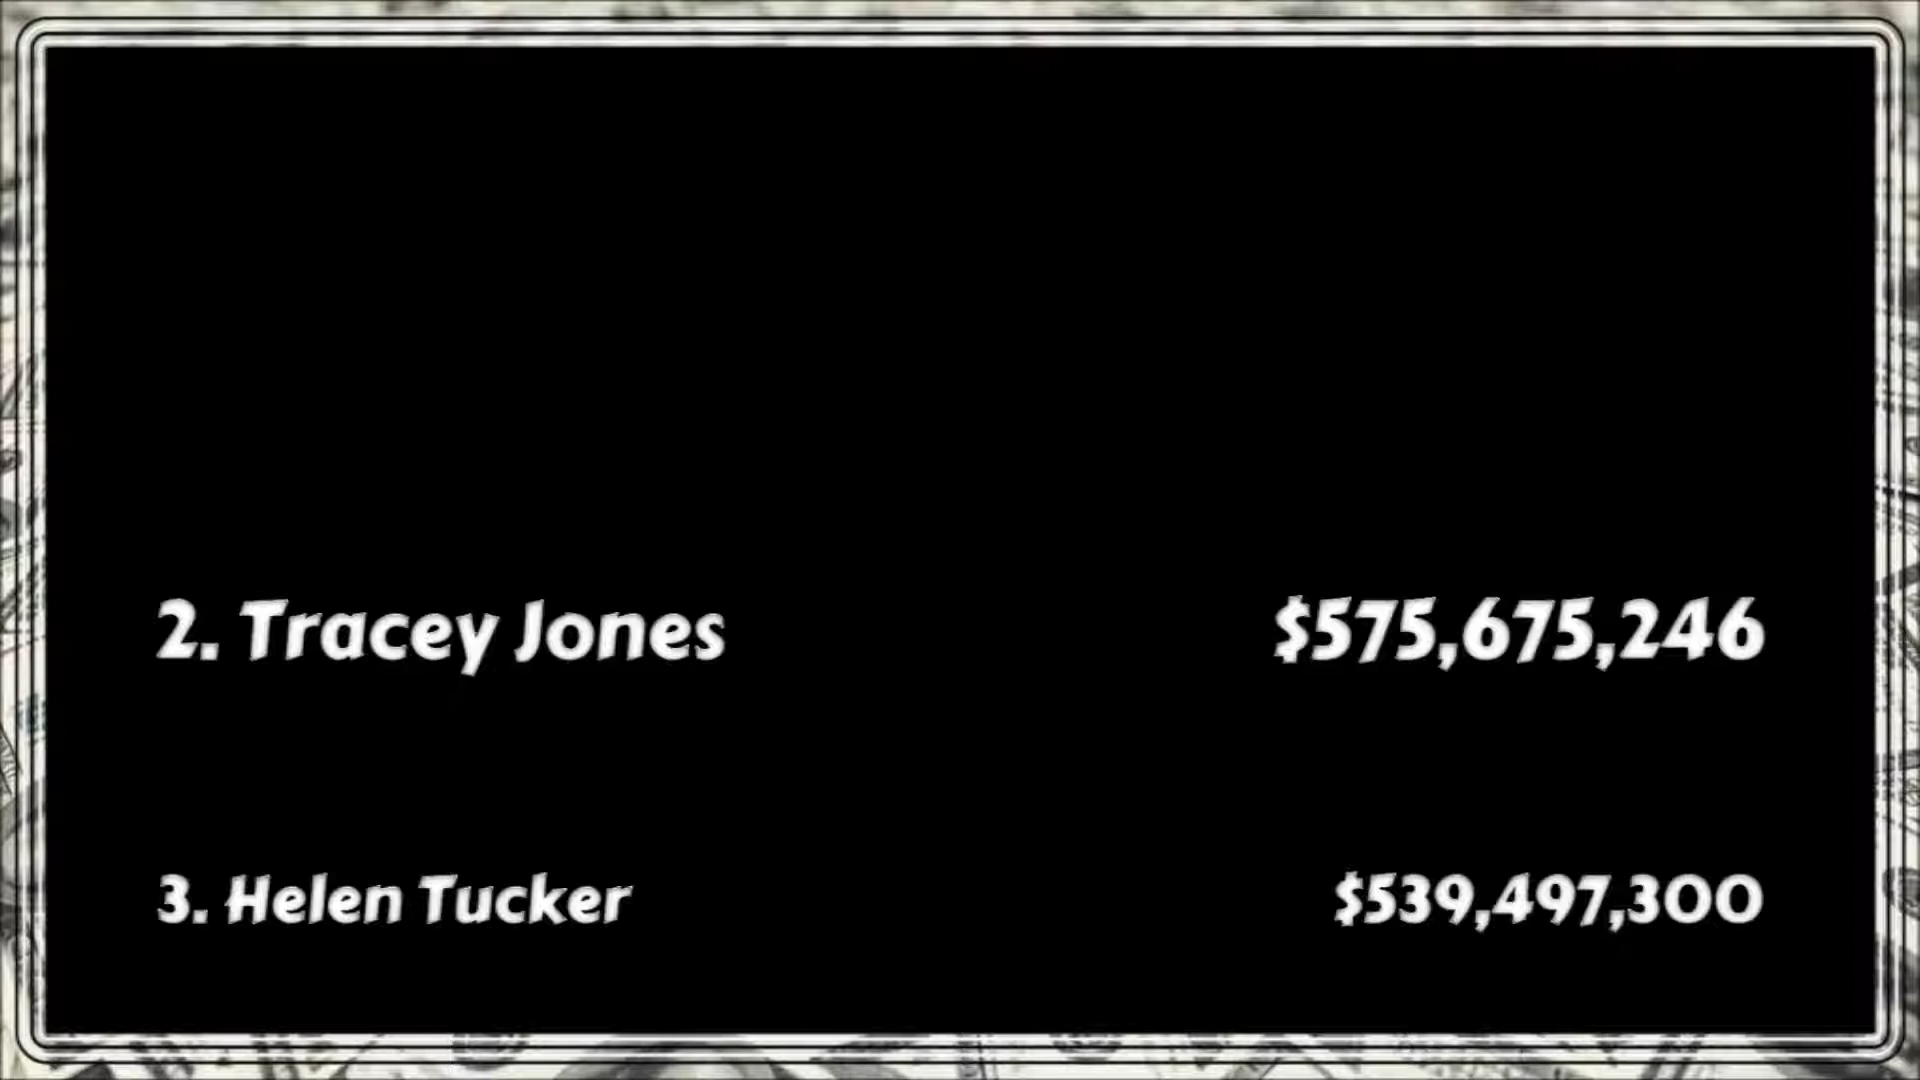 2. Tracey Jones $575,675,246
3. Helen Tucker $539,497,300